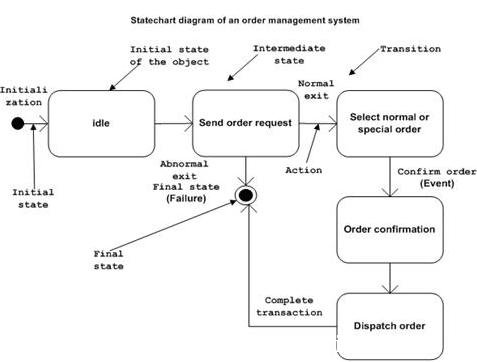 Statechart diagram of an order management system
Initial state
of the object
Intermediate
state
Transition
Initiali
zation
Normal
exit
idle
Send order request
Select normal or
special order
Initial
state
Abnormal
exit
Final state
(Failure)
Action
Confirm order
(Event)
Order confirmation
Final
state
Complete
transaction
Dispatch order